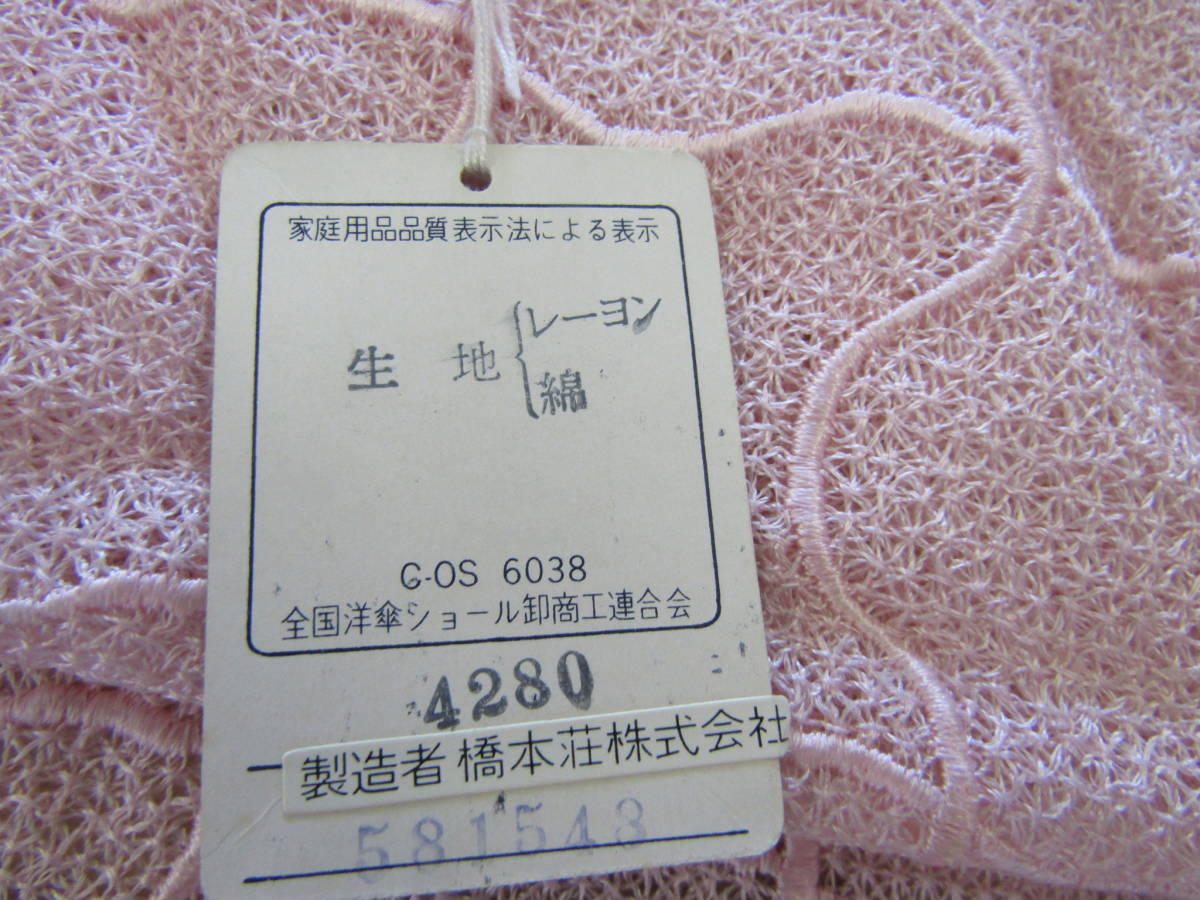 家庭用品品質表示法による表示
生地{レーヨン
綿
C-OS 6038
全国洋傘ショール卸商工連合会
4280
製造者 橋本荘株式会社
581543